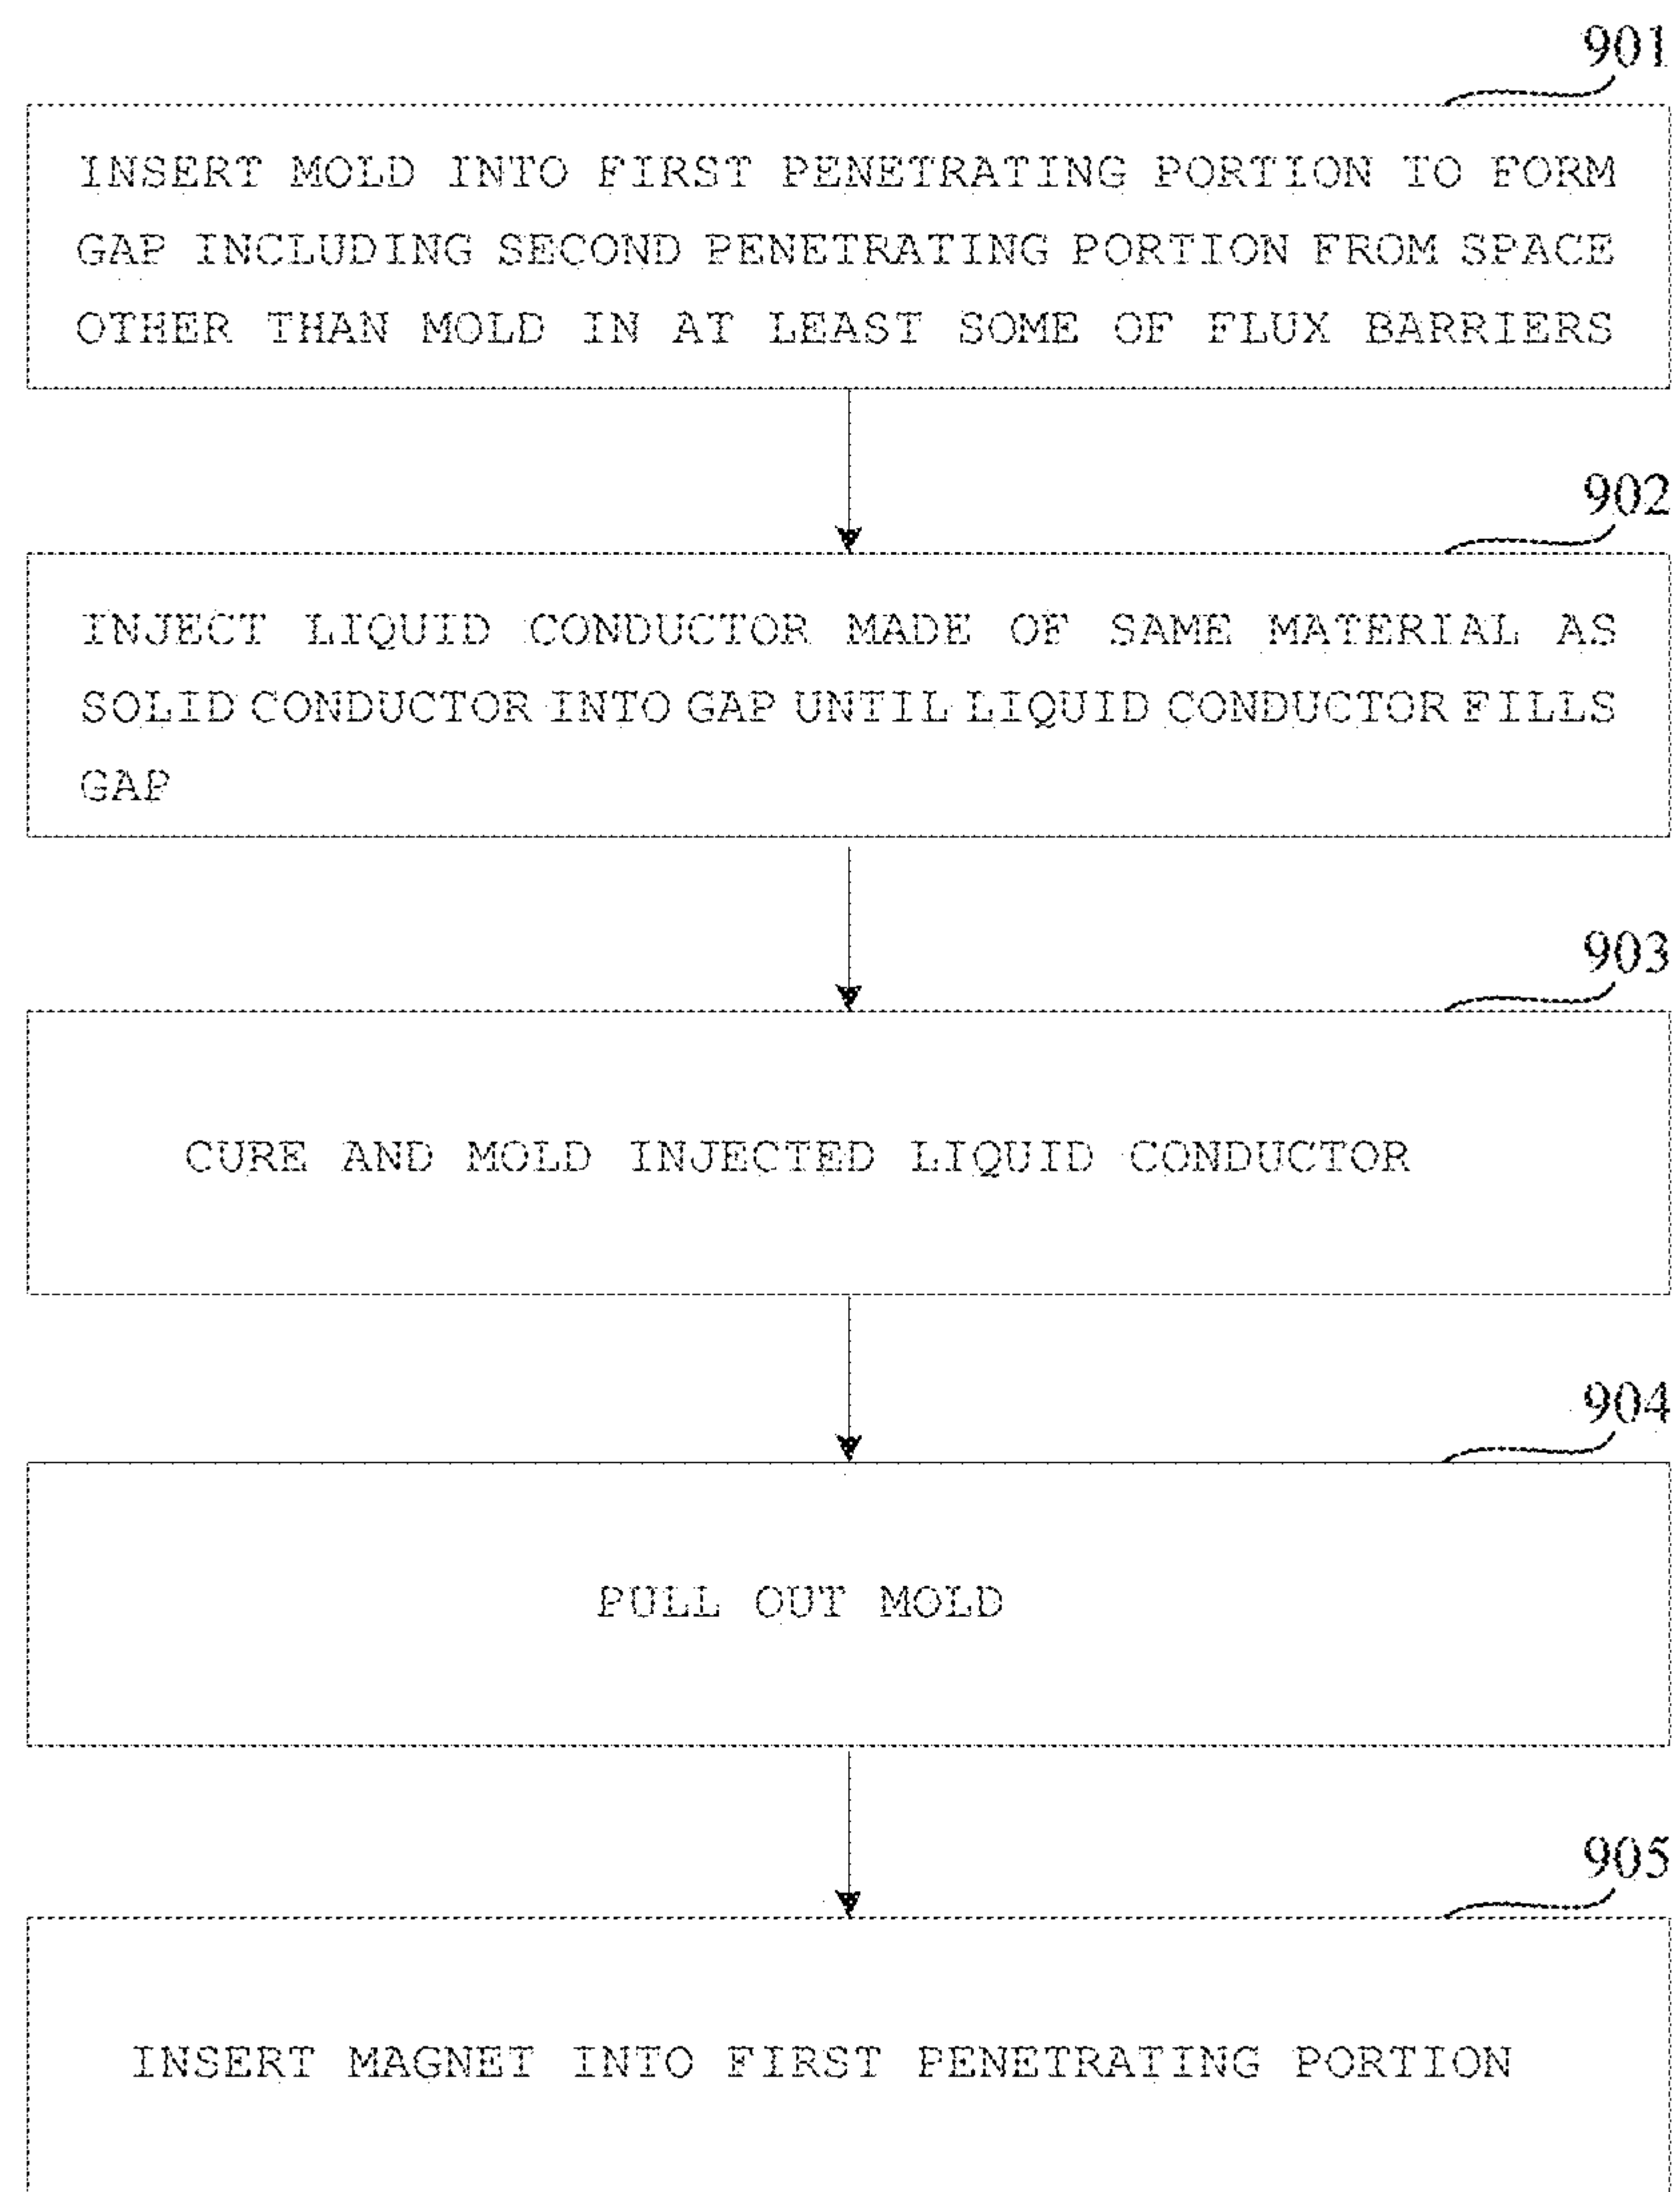 901
INSERT MOLD INTO FIRST PENETRATING PORTION TO FORM
GAP INCLUDING SECOND PENETRATING PORTION FROM SPACE
OTHER THAN MOLD IN AT LEAST SOME OF FLUX BARRIERS
902
INJECT LIQUID CONDUCTOR MADE OF SAME MATERIAL AS
SOLID CONDUCTOR INTO GAP UNTIL LIQUID CONDUCTOR FILLS
GAP
903
CURE AND MOLD INJECTED LIQUID CONDUCTOR
904
PULL OUT MOLD
905
INSERT MAGNET INTO FIRST PENETRATING PORTION